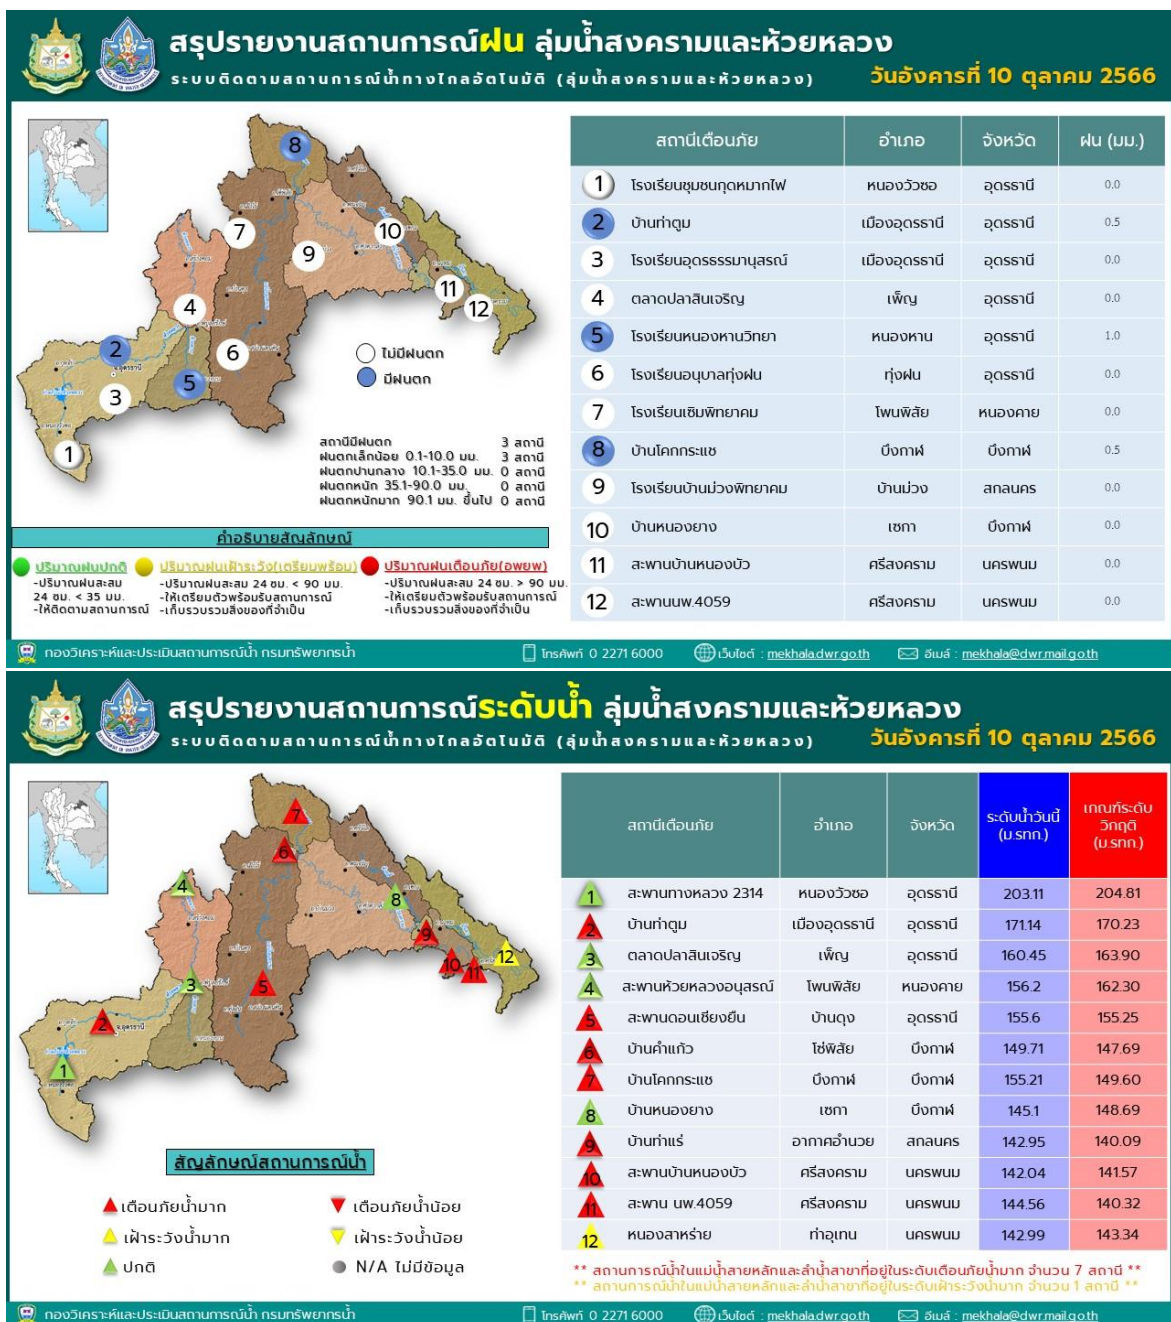 สรุปรายงานสถานการณ์ฝน ลุ่มน้ำสงครามและห้วยหลวง
ระบบติดตามสถานการณ์น้ำทางไกลอัตโนมัติ (ลุ่มน้ำสงครามและห้วยหลวง)
วันอังคารที่ 10 ตุลาคม 2566
8
7
10
9
11
12
4
2
6
5
3
1
ไม่มีฝนตก
มีฝนตก
สถานีมีฝนตก 3 สถานี
ฝนตกเล็กน้อย 0.1-10.0 มม. 3 สถานี
ฝนตกปานกลาง 10.1-35.0 มม. 0 สถานี
ฝนตกหนัก 35.1-90.0 มม. 0 สถานี
ฝนตกหนักมาก 90.1 มม. ขึ้นไป 0 สถานี
คำอธิบายสัญลักษณ์
ปริมาณฝนปกติ
-ปริมาณฝนสะสม
24 ชม. < 35 มม.
-ให้ติดตามสถานการณ์
ปริมาณฝนเฝ้าระวัง(เตรียมพร้อม)
-ปริมาณฝนสะสม 24 ชม. < 90 มม.
-ให้เตรียมตัวพร้อมรับสถานการณ์
-เก็บรวบรวมสิ่งของที่จำเป็น
ปริมาณฝนเตือนภัย(อพยพ)
-ปริมาณฝนสะสม 24 ชม. > 90 มม.
-ให้เตรียมตัวพร้อมรับสถานการณ์
-เก็บรวบรวมสิ่งของที่จำเป็น
สถานีเตือนภัย อำเภอ จังหวัด ฝน (มม.)
1 โรงเรียนชุมชนกุดหมากไฟ หนองวัวซอ อุดรธานี 0.0
2 บ้านท่าตูม เมืองอุดรธานี อุดรธานี 0.5
3 โรงเรียนอุดรธรรมานุสรณ์ เมืองอุดรธานี อุดรธานี 0.0
4 ตลาดปลาสินเจริญ เพ็ญ อุดรธานี 0.0
5 โรงเรียนหนองหานวิทยา หนองหาน อุดรธานี 1.0
6 โรงเรียนอนุบาลทุ่งฝน ทุ่งฝน อุดรธานี 0.0
7 โรงเรียนเซิมพิทยาคม โพนพิสัย หนองคาย 0.0
8 บ้านโคกกระแซ บึงกาฬ บึงกาฬ 0.5
9 โรงเรียนบ้านม่วงพิทยาคม บ้านม่วง สกลนคร 0.0
10 บ้านหนองยาง เซกา บึงกาฬ 0.0
11 สะพานบ้านหนองบัว ศรีสงคราม นครพนม 0.0
12 สะพานนพ.4059 ศรีสงคราม นครพนม 0.0
กองวิเคราะห์และประเมินสถานการณ์น้ำ กรมทรัพยากรน้ำ
โทรศัพท์ 0 2271 6000
เว็บไซต์ : mekhala.dwr.go.th
อีเมล์ : mekhala@dwr.mail.go.th
สรุปรายงานสถานการณ์ระดับน้ำ ลุ่มน้ำสงครามและห้วยหลวง
ระบบติดตามสถานการณ์น้ำทางไกลอัตโนมัติ (ลุ่มน้ำสงครามและห้วยหลวง)
วันอังคารที่ 10 ตุลาคม 2566
7
6
4
8
9
12
10
11
3
5
2
1
สัญลักษณ์สถานการณ์น้ำ
เตือนภัยน้ำมาก
เตือนภัยน้ำน้อย
เฝ้าระวังน้ำมาก
เฝ้าระวังน้ำน้อย
ปกติ
N/A ไม่มีข้อมูล
สถานีเตือนภัย อำเภอ จังหวัด ระดับน้ำวันนี้ (ม.รทก.) เกณฑ์ระดับวิกฤติ (ม.รทก.)
1 สะพานทางหลวง 2314 หนองวัวซอ อุดรธานี 203.11 204.81
2 บ้านท่าตูม เมืองอุดรธานี อุดรธานี 171.14 170.23
3 ตลาดปลาสินเจริญ เพ็ญ อุดรธานี 160.45 163.90
4 สะพานห้วยหลวงอนุสรณ์ โพนพิสัย หนองคาย 156.2 162.30
5 สะพานดอนเชียงยืน บ้านดุง อุดรธานี 155.6 155.25
6 บ้านคำแก้ว โซ่พิสัย บึงกาฬ 149.71 147.69
7 บ้านโคกกระแซ บึงกาฬ บึงกาฬ 155.21 149.60
8 บ้านหนองยาง เซกา บึงกาฬ 145.1 148.69
9 บ้านท่าแร่ อากาศอำนวย สกลนคร 142.95 140.09
10 สะพานบ้านหนองบัว ศรีสงคราม นครพนม 142.04 141.57
11 สะพาน นพ.4059 ศรีสงคราม นครพนม 144.56 140.32
12 หนองสาหร่าย ท่าอุเทน นครพนม 142.99 143.34
** สถานการณ์น้ำในแม่น้ำสายหลักและลำน้ำสาขาที่อยู่ในระดับเตือนภัยน้ำมาก จำนวน 7 สถานี **
** สถานการณ์น้ำในแม่น้ำสายหลักและลำน้ำสาขาที่อยู่ในระดับเฝ้าระวังน้ำมาก จำนวน 1 สถานี **
กองวิเคราะห์และประเมินสถานการณ์น้ำ กรมทรัพยากรน้ำ
โทรศัพท์ 0 2271 6000
เว็บไซต์ : mekhala.dwr.go.th
อีเมล์ : mekhala@dwr.mail.go.th